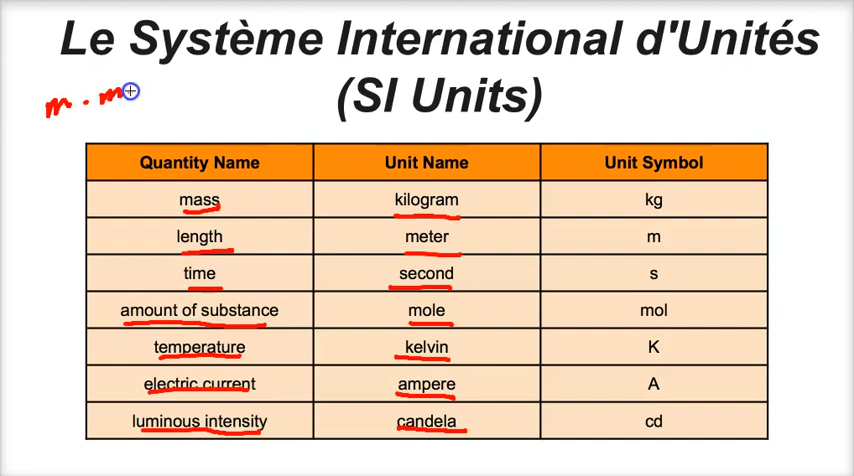 Le Système International d'Unités
(SI Units)
m · m
Quantity Name Unit Name Unit Symbol
mass kilogram kg
length meter m
time second s
amount of substance mole mol
temperature kelvin K
electric current ampere A
luminous intensity candela cd